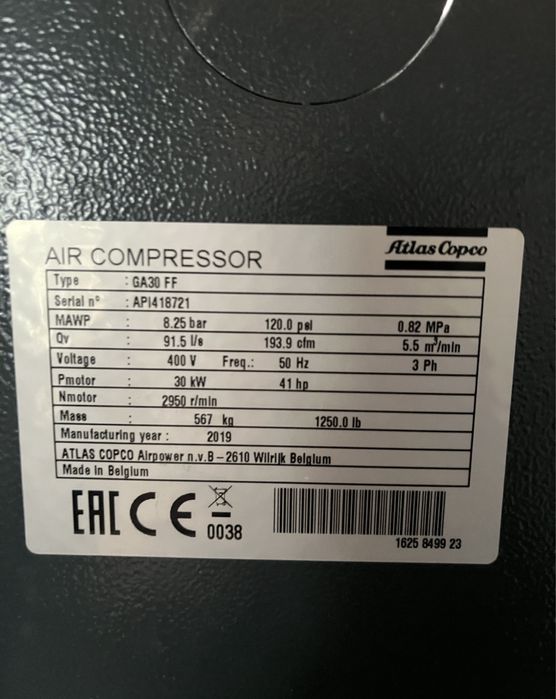 Atlas Copco
AIR COMPRESSOR
Type : GA30 FF
Serial n° : API418721
MAWP : 8.25 bar 120.0 psi 0.82 MPa
Qv : 91.5 l/s 193.9 cfm 5.5 m³/min
Voltage : 400 V Freq.: 50 Hz 3 Ph
Pmotor : 30 kW 41 hp
Nmotor : 2950 r/min
Mass : 567 kg 1250.0 lb
Manufacturing year : 2019
ATLAS COPCO Airpower n.v.B – 2610 Wilrijk Belgium
Made in Belgium
EAC CE 0038
1625 8499 23